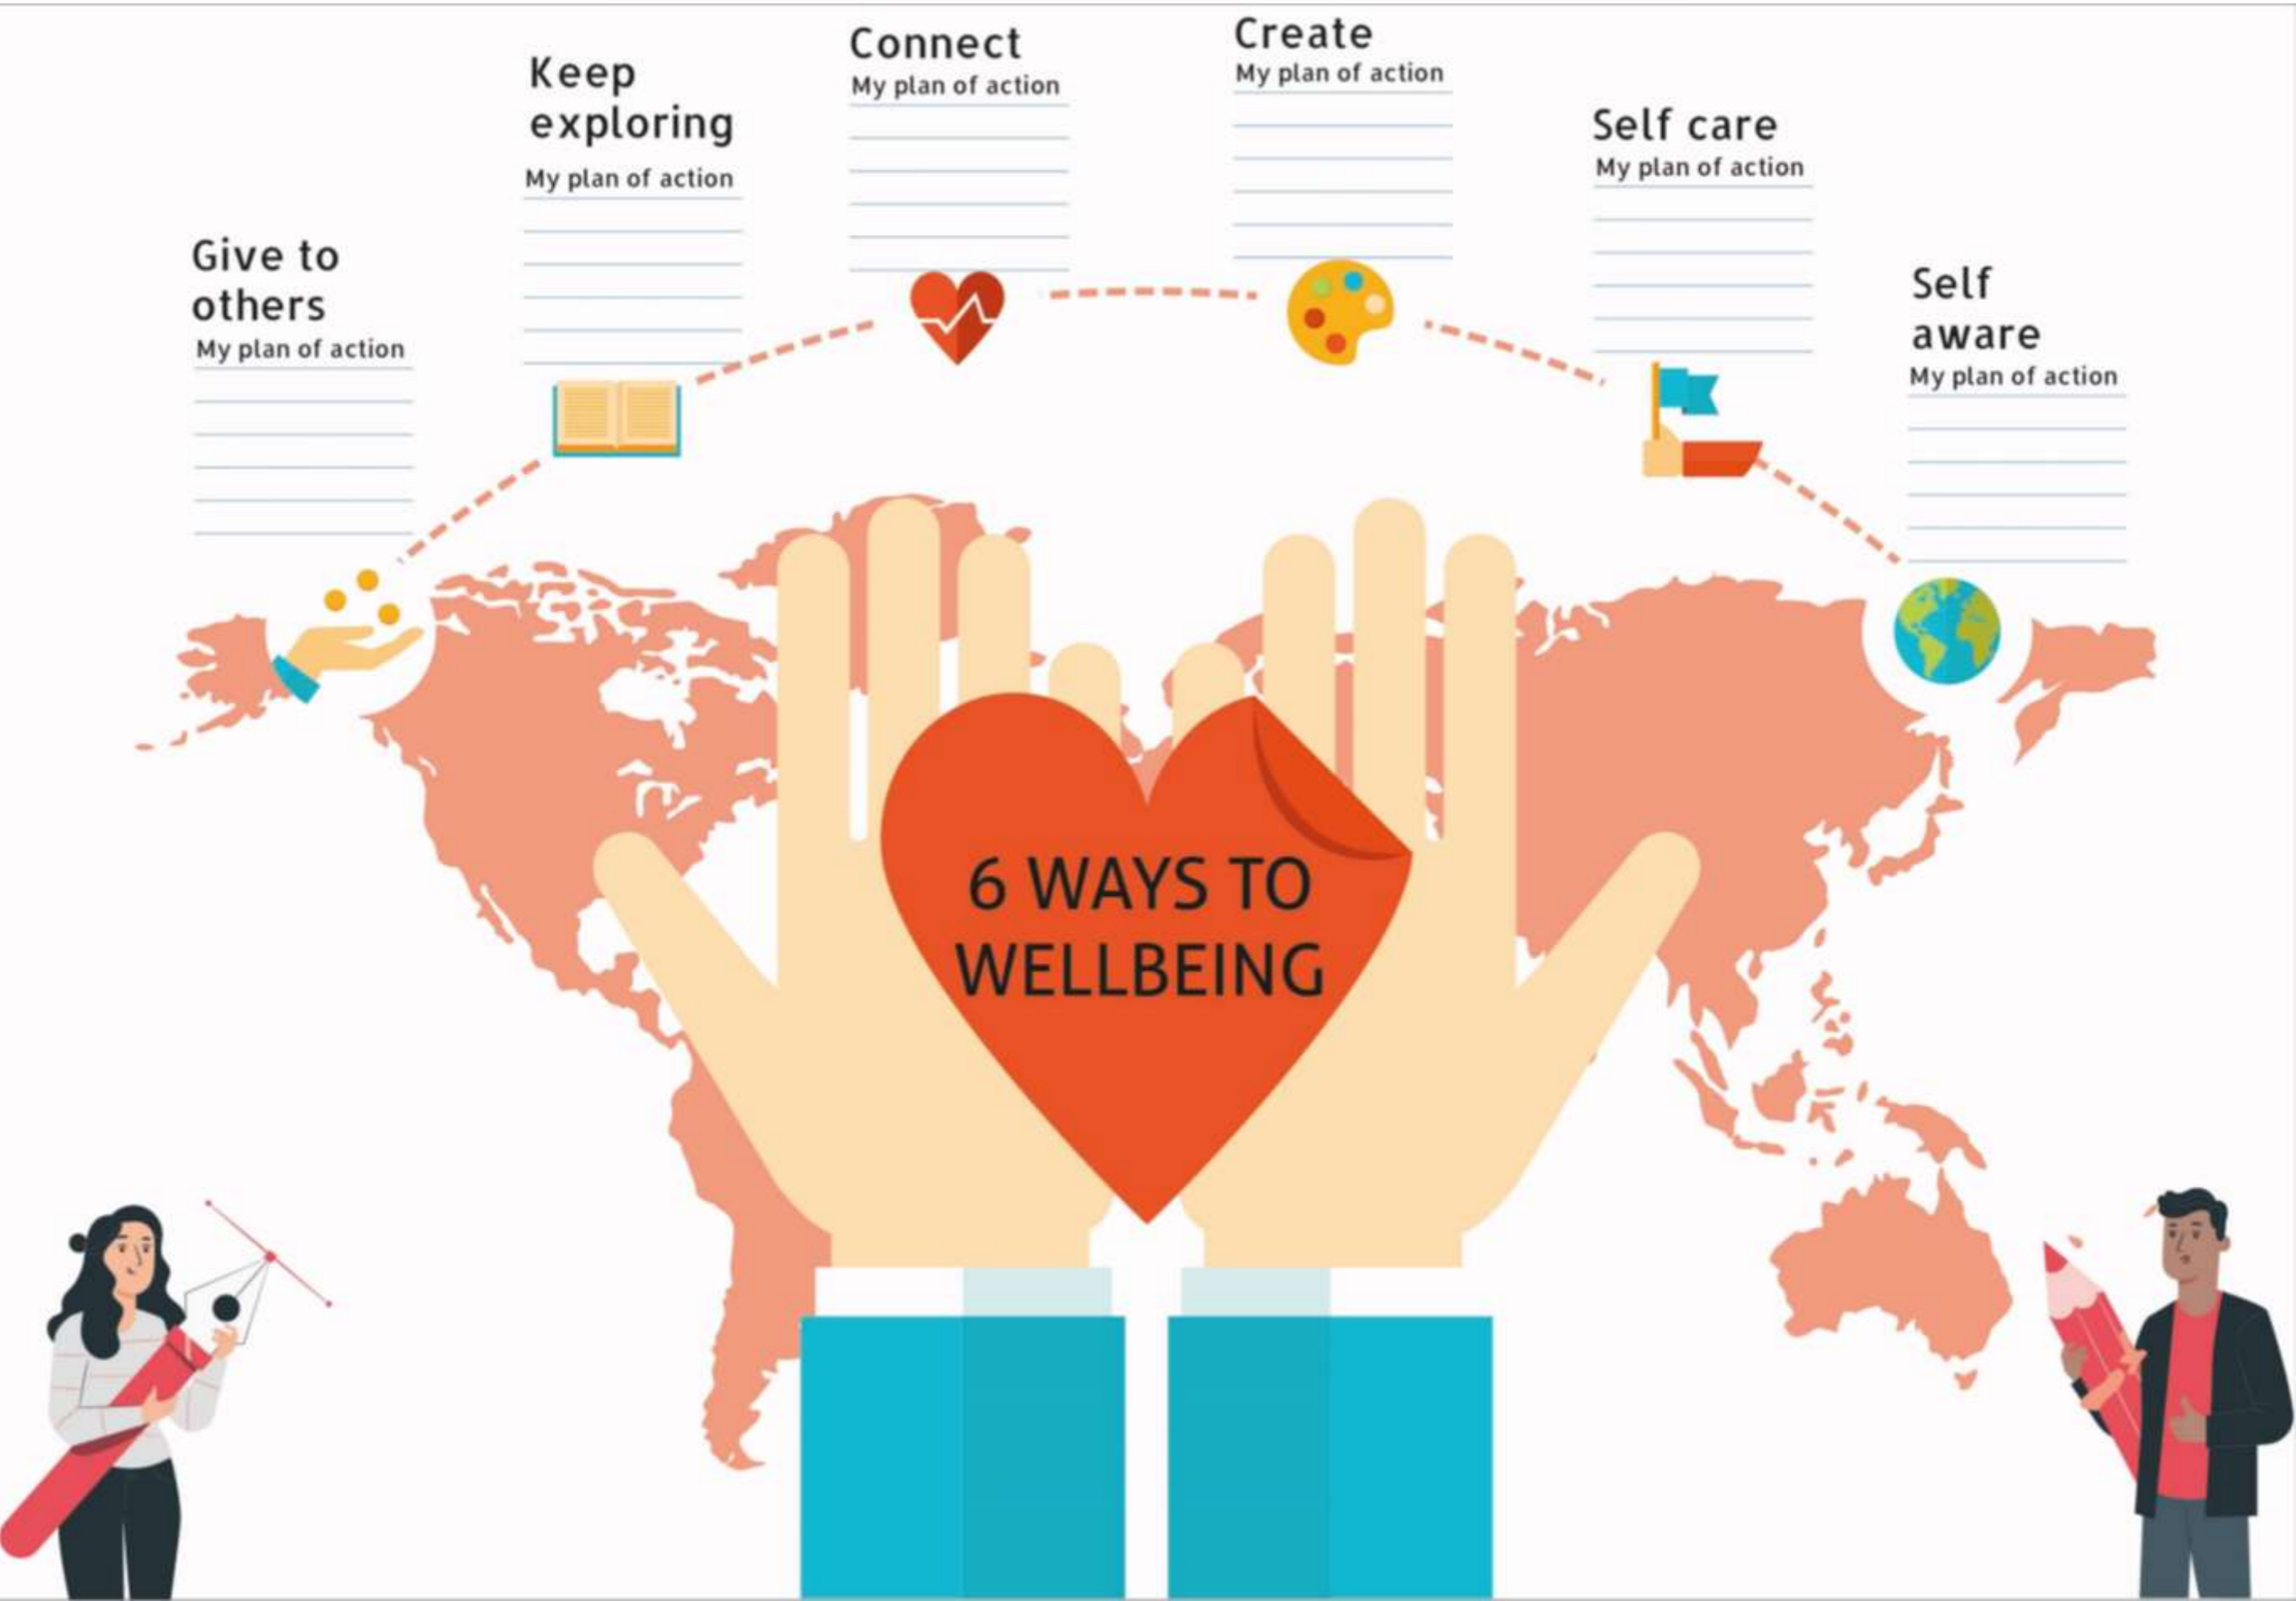 Give to
others
My plan of action
Keep
exploring
My plan of action
Connect
My plan of action
Create
My plan of action
Self care
My plan of action
Self
aware
My plan of action
6 WAYS TO
WELLBEING